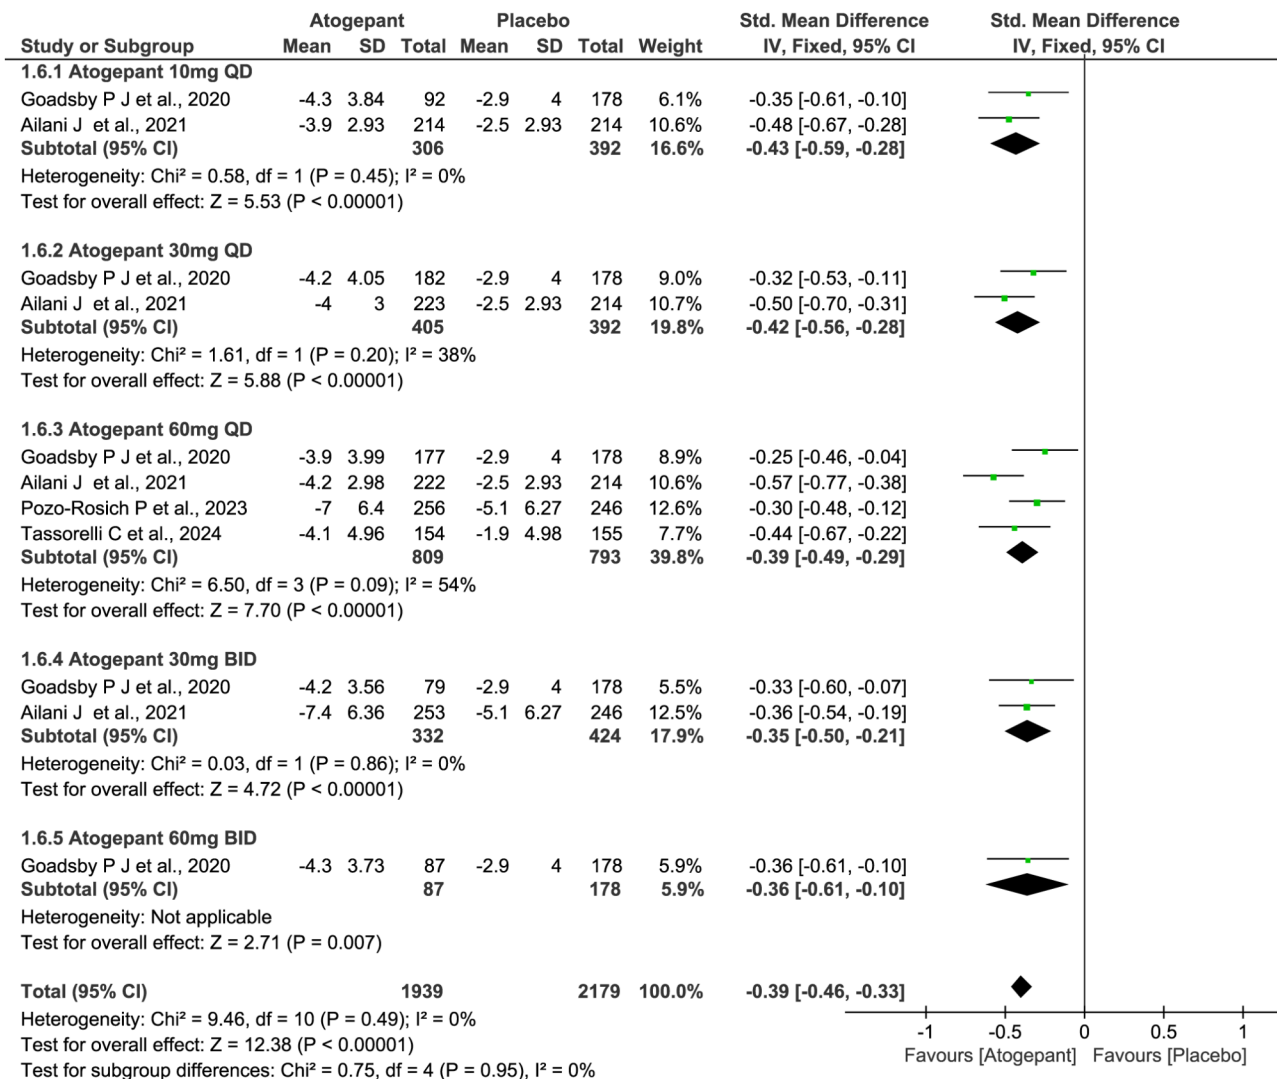 Atogepant Placebo Std. Mean Difference Std. Mean Difference
Study or Subgroup Mean SD Total Mean SD Total Weight IV, Fixed, 95% CI IV, Fixed, 95% CI
1.6.1 Atogepant 10mg QD
Goadsby P J et al., 2020 -4.3 3.84 92 -2.9 4 178 6.1% -0.35 [-0.61, -0.10]
Ailani J et al., 2021 -3.9 2.93 214 -2.5 2.93 214 10.6% -0.48 [-0.67, -0.28]
Subtotal (95% CI) 306 392 16.6% -0.43 [-0.59, -0.28]
Heterogeneity: Chi² = 0.58, df = 1 (P = 0.45); I² = 0%
Test for overall effect: Z = 5.53 (P < 0.00001)
1.6.2 Atogepant 30mg QD
Goadsby P J et al., 2020 -4.2 4.05 182 -2.9 4 178 9.0% -0.32 [-0.53, -0.11]
Ailani J et al., 2021 -4 3 223 -2.5 2.93 214 10.7% -0.50 [-0.70, -0.31]
Subtotal (95% CI) 405 392 19.8% -0.42 [-0.56, -0.28]
Heterogeneity: Chi² = 1.61, df = 1 (P = 0.20); I² = 38%
Test for overall effect: Z = 5.88 (P < 0.00001)
1.6.3 Atogepant 60mg QD
Goadsby P J et al., 2020 -3.9 3.99 177 -2.9 4 178 8.9% -0.25 [-0.46, -0.04]
Ailani J et al., 2021 -4.2 2.98 222 -2.5 2.93 214 10.6% -0.57 [-0.77, -0.38]
Pozo-Rosich P et al., 2023 -7 6.4 256 -5.1 6.27 246 12.6% -0.30 [-0.48, -0.12]
Tassorelli C et al., 2024 -4.1 4.96 154 -1.9 4.98 155 7.7% -0.44 [-0.67, -0.22]
Subtotal (95% CI) 809 793 39.8% -0.39 [-0.49, -0.29]
Heterogeneity: Chi² = 6.50, df = 3 (P = 0.09); I² = 54%
Test for overall effect: Z = 7.70 (P < 0.00001)
1.6.4 Atogepant 30mg BID
Goadsby P J et al., 2020 -4.2 3.56 79 -2.9 4 178 5.5% -0.33 [-0.60, -0.07]
Ailani J et al., 2021 -7.4 6.36 253 -5.1 6.27 246 12.5% -0.36 [-0.54, -0.19]
Subtotal (95% CI) 332 424 17.9% -0.35 [-0.50, -0.21]
Heterogeneity: Chi² = 0.03, df = 1 (P = 0.86); I² = 0%
Test for overall effect: Z = 4.72 (P < 0.00001)
1.6.5 Atogepant 60mg BID
Goadsby P J et al., 2020 -4.3 3.73 87 -2.9 4 178 5.9% -0.36 [-0.61, -0.10]
Subtotal (95% CI) 87 178 5.9% -0.36 [-0.61, -0.10]
Heterogeneity: Not applicable
Test for overall effect: Z = 2.71 (P = 0.007)
Total (95% CI) 1939 2179 100.0% -0.39 [-0.46, -0.33]
Heterogeneity: Chi² = 9.46, df = 10 (P = 0.49); I² = 0%
Test for overall effect: Z = 12.38 (P < 0.00001)
Test for subgroup differences: Chi² = 0.75, df = 4 (P = 0.95), I² = 0%
-1 -0.5 0 0.5 1
Favours [Atogepant] Favours [Placebo]